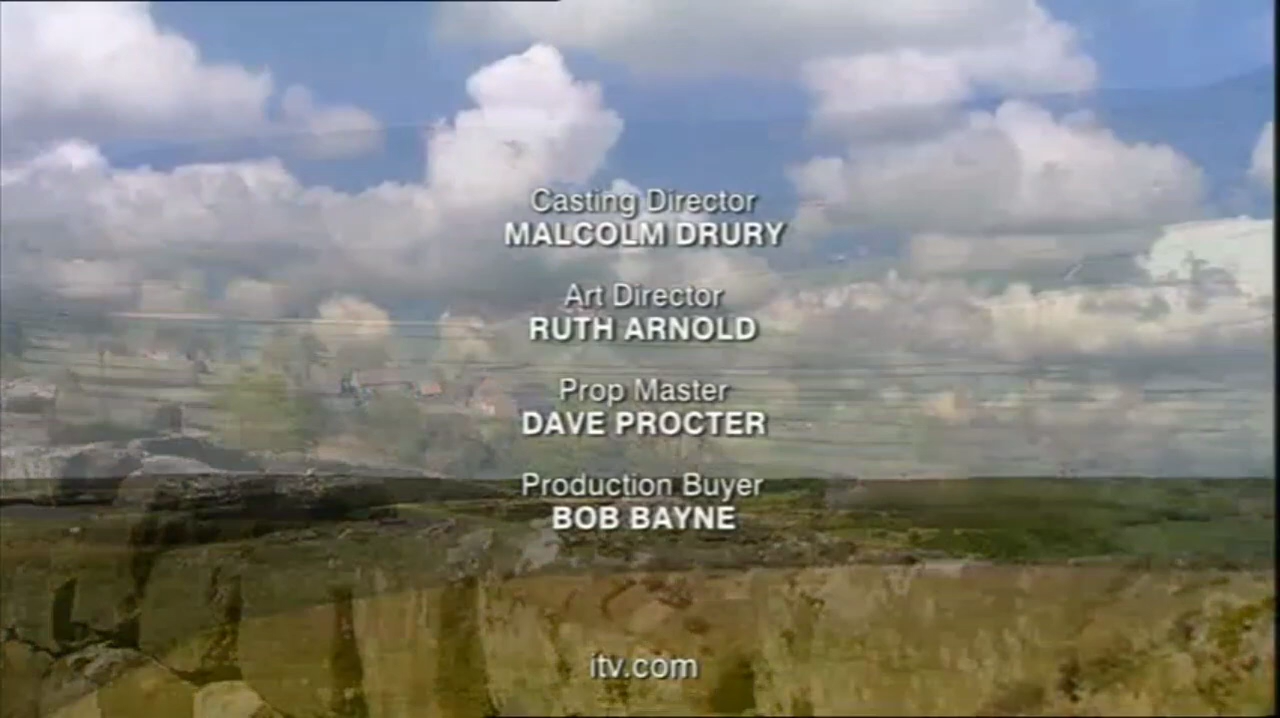 Casting Director
MALCOLM DRURY
Art Director
RUTH ARNOLD
Prop Master
DAVE PROCTER
Production Buyer
BOB BAYNE
itv.com